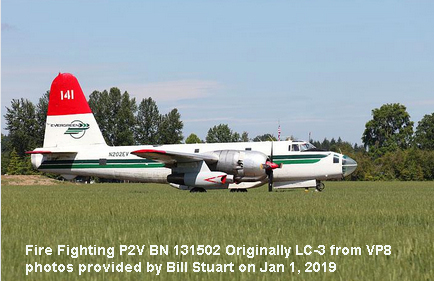 141
EVERGREEN
N202EV
Fire Fighting P2V BN 131502 Originally LC-3 from VP8
photos provided by Bill Stuart on Jan 1, 2019